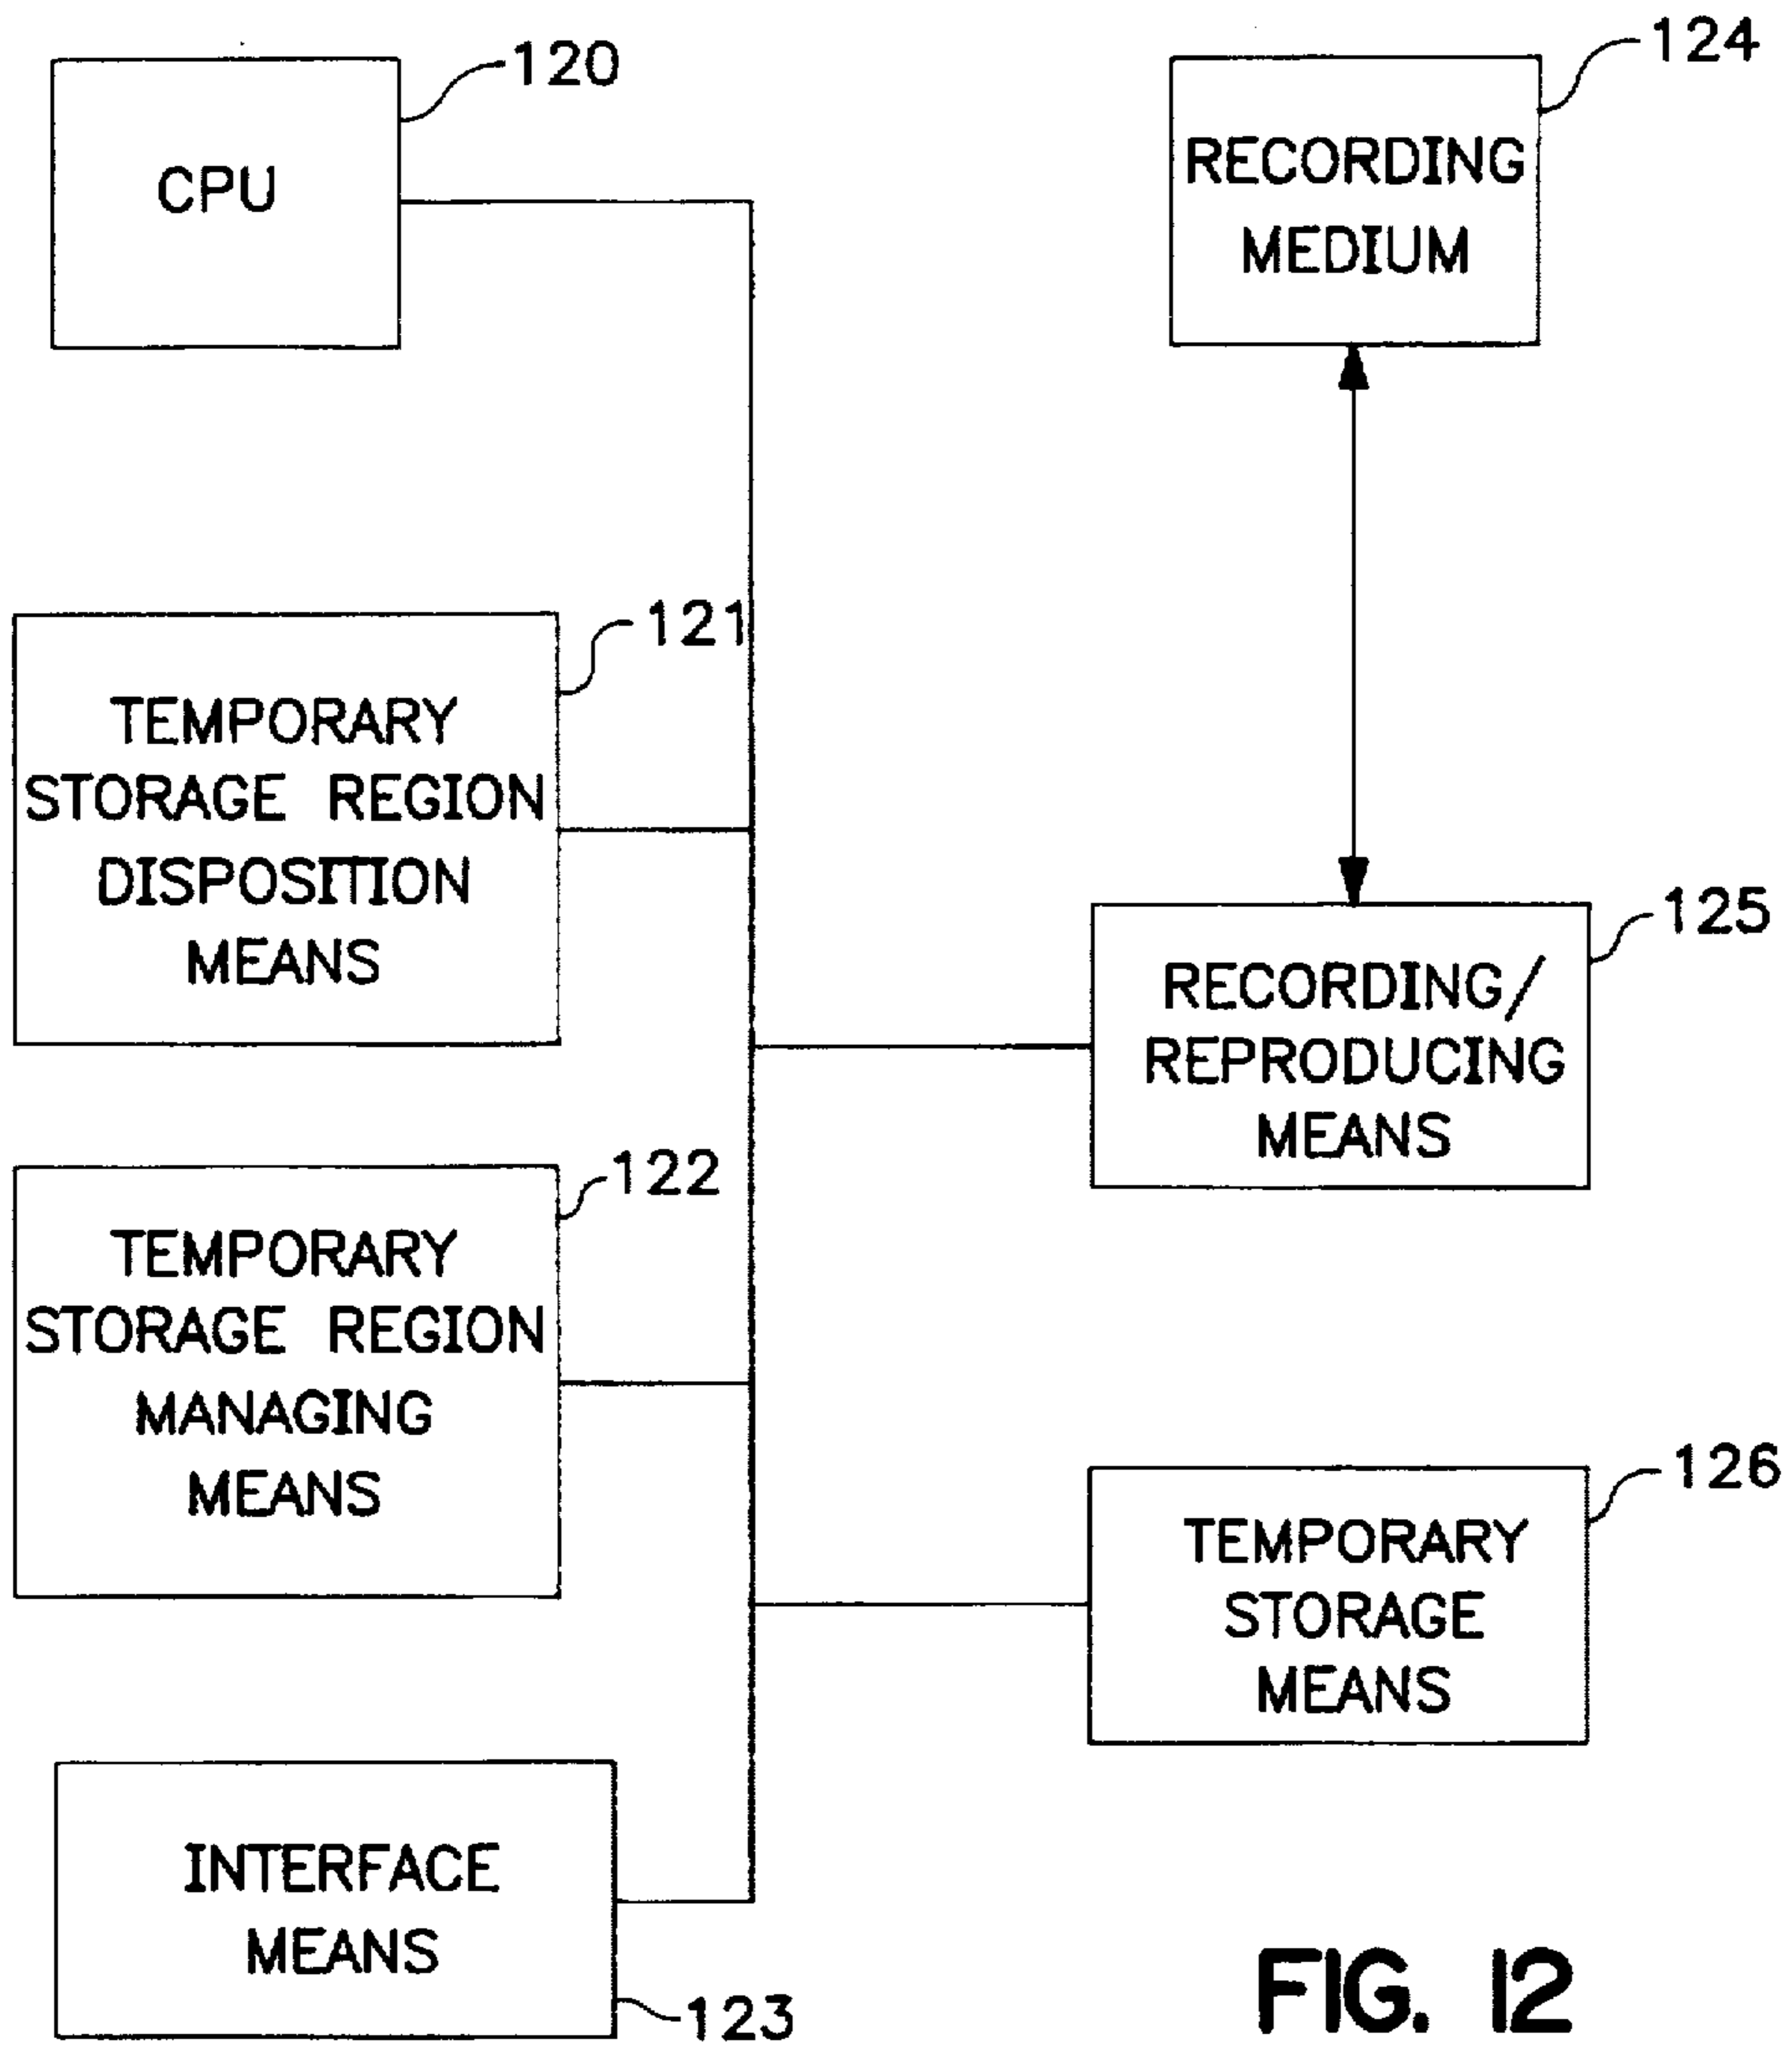 120
CPU
124
RECORDING
MEDIUM
121
TEMPORARY
STORAGE REGION
DISPOSITION
MEANS
125
RECORDING/
REPRODUCING
MEANS
122
TEMPORARY
STORAGE REGION
MANAGING
MEANS
126
TEMPORARY
STORAGE
MEANS
INTERFACE
MEANS
123
FIG. 12